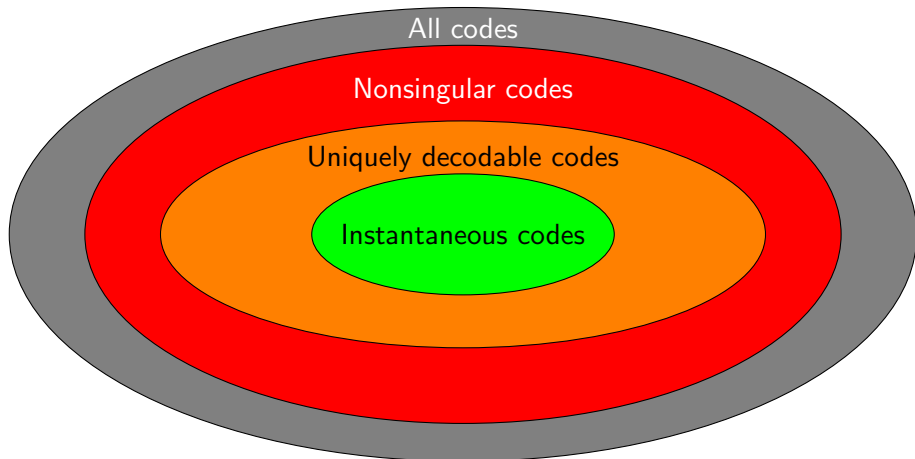 All codes
Nonsingular codes
Uniquely decodable codes
Instantaneous codes